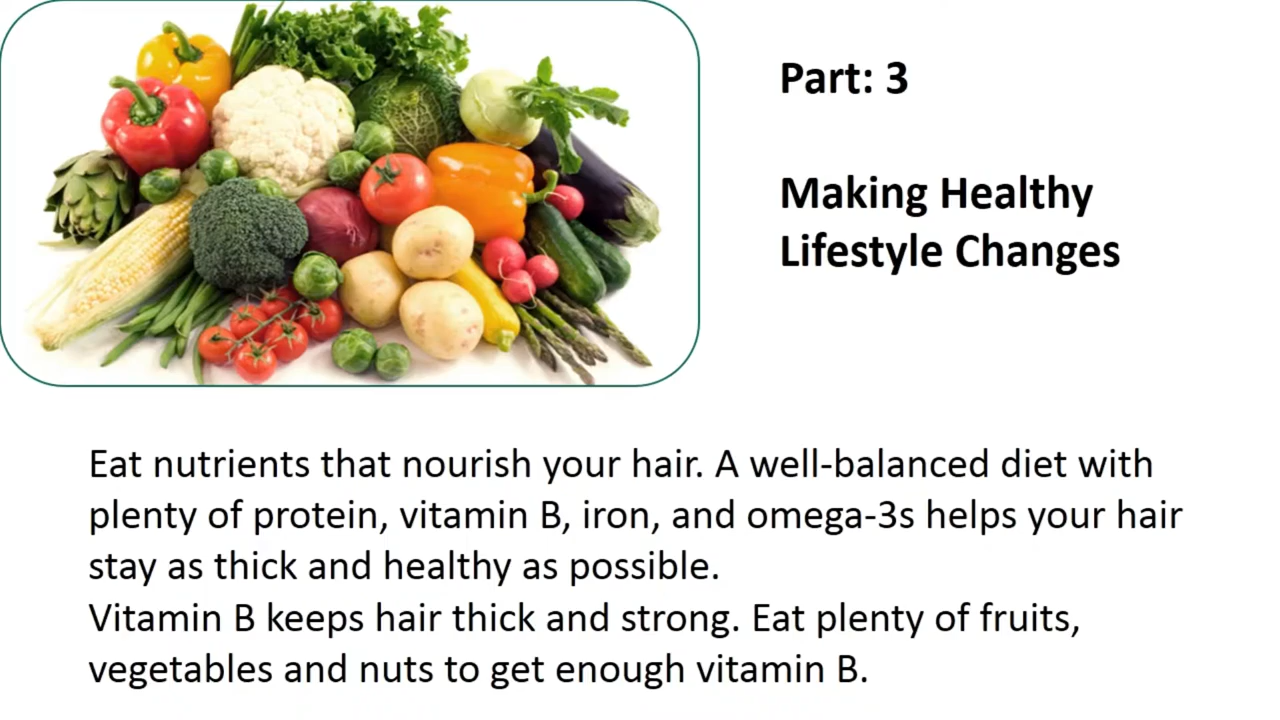 Part: 3
Making Healthy
Lifestyle Changes
Eat nutrients that nourish your hair. A well-balanced diet with
plenty of protein, vitamin B, iron, and omega-3s helps your hair
stay as thick and healthy as possible.
Vitamin B keeps hair thick and strong. Eat plenty of fruits,
vegetables and nuts to get enough vitamin B.